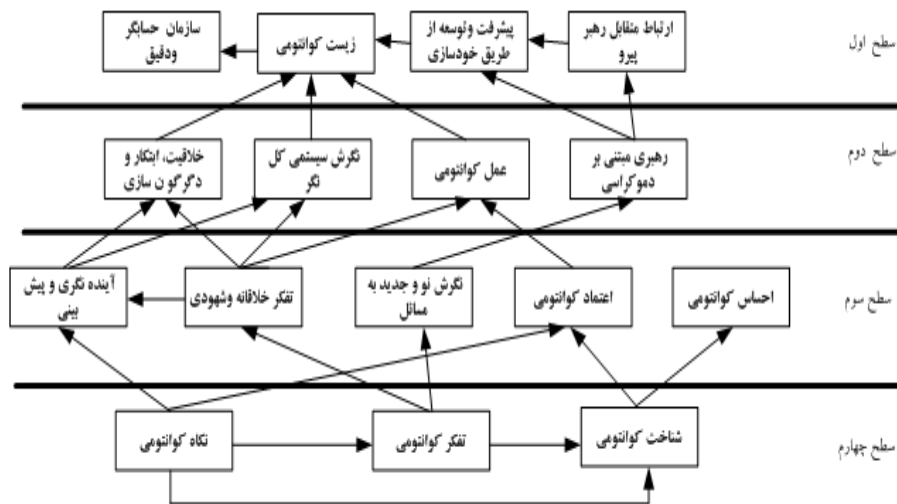 سطح اول
ارتباط متقابل رهبر
پیرو
پیشرفت وتوسعه از
طریق خودسازی
زیست کوانتومی
سازمان حسابگر
ودقیق
سطح دوم
رهبری مبتنی بر
دموکراسی
عمل کوانتومی
نگرش سیستمی کل
نگر
خلاقیت، ابتکار و
دگرگو ن سازی
سطح سوم
احساس کوانتومی
اعتماد کوانتومی
نگرش نو و جدید به
مسائل
تفکر خلاقانه وشهودی
آینده نگری و پیش
بینی
سطح چهارم
شناخت کوانتومی
تفکر کوانتومی
نگاه کوانتومی